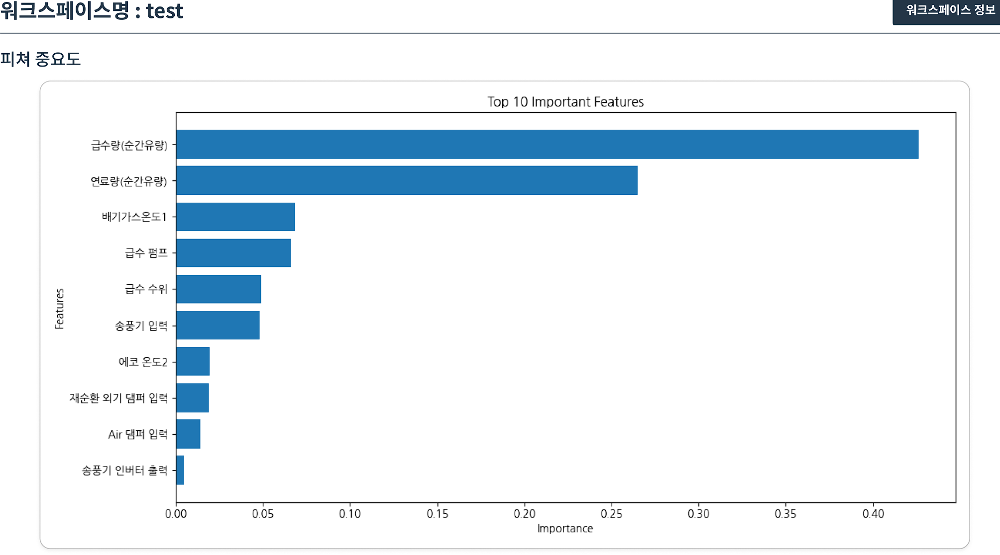 워크스페이스명 : test
워크스페이스 정보
피쳐 중요도
Top 10 Important Features
급수량(순간유량)
연료량(순간유량)
배기가스온도1
급수 펌프
급수 수위
송풍기 입력
에코 온도2
재순환 외기 댐퍼 입력
Air 댐퍼 입력
송풍기 인버터 출력
Features
0.00 0.05 0.10 0.15 0.20 0.25 0.30 0.35 0.40
Importance